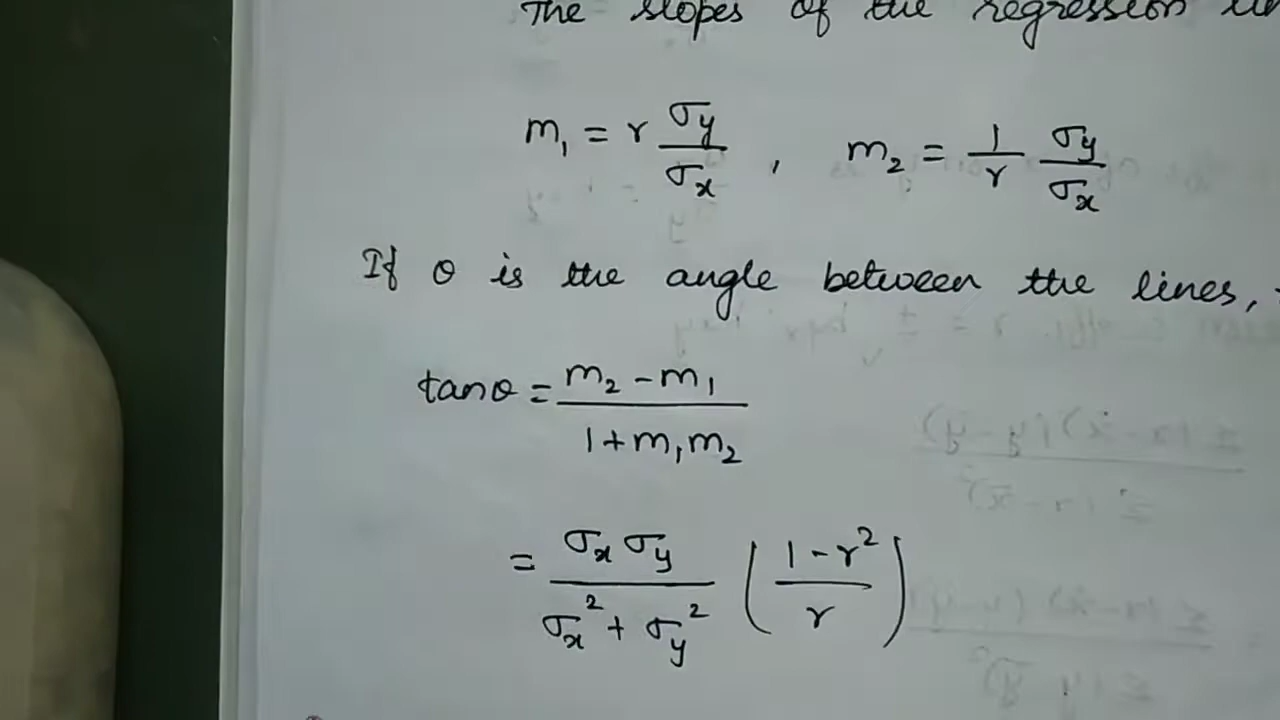 The slopes of the regression
m₁ = r σy/σx , m₂ = 1/r σy/σx
If θ is the angle between the lines,
tanθ = (m₂ - m₁)/(1 + m₁m₂)
= σx σy/(σx² + σy²) ((1 - r²)/r)